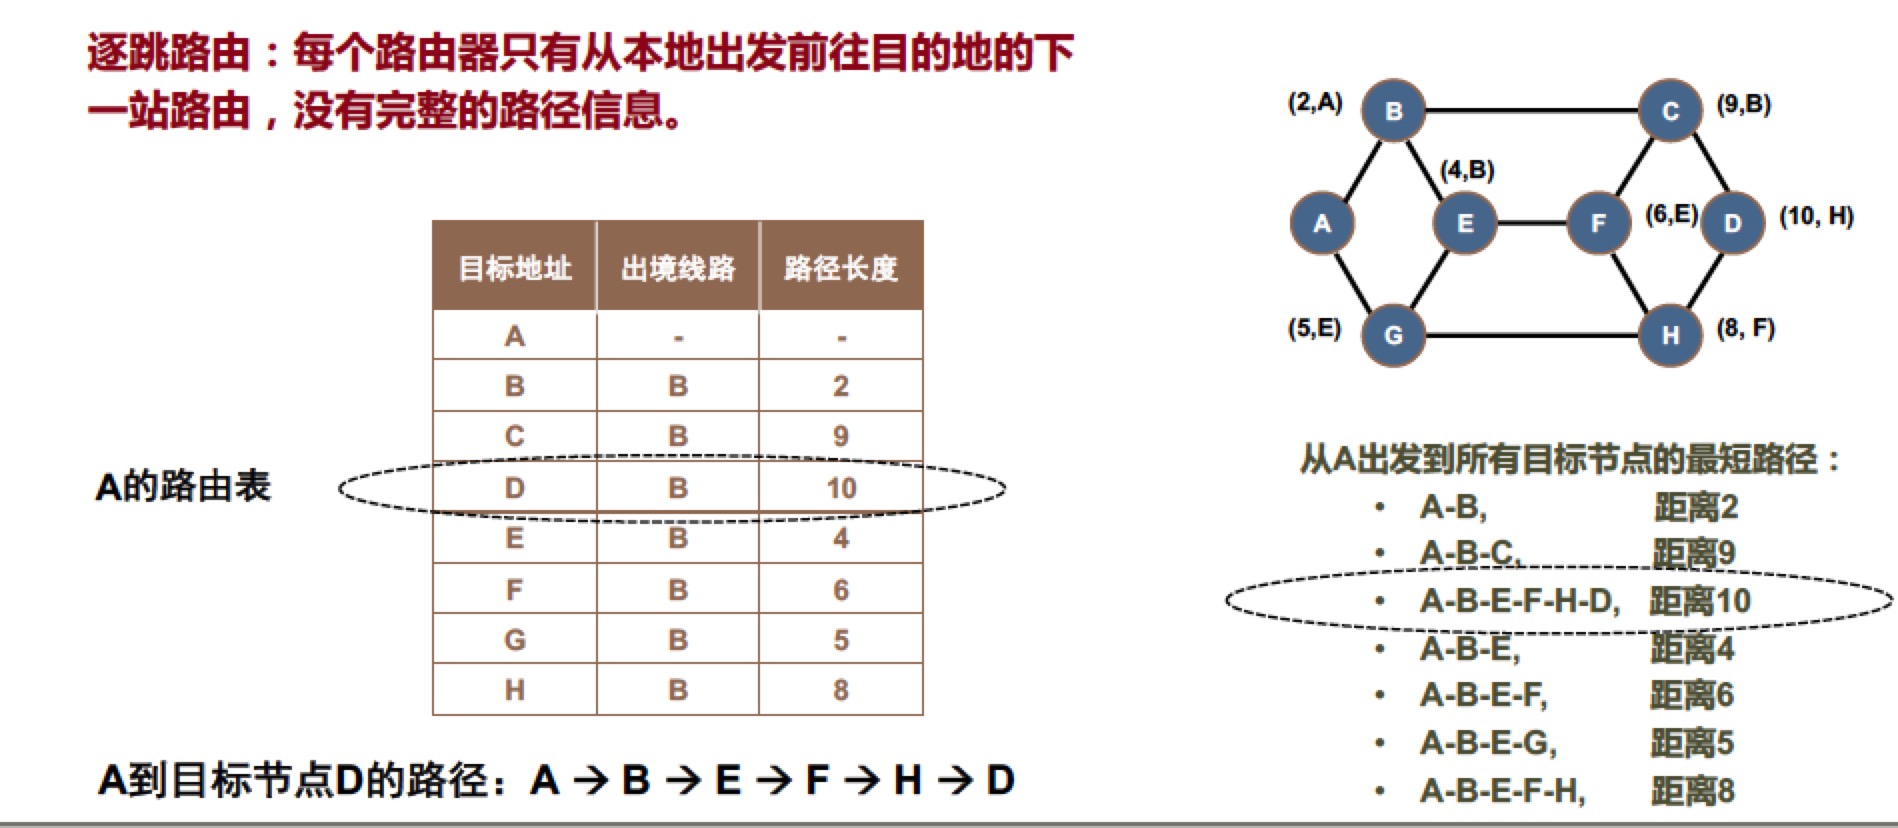 逐跳路由：每个路由器只有从本地出发前往目的地的下
一站路由，没有完整的路径信息。
A的路由表
目标地址 出境线路 路径长度
A - -
B B 2
C B 9
D B 10
E B 4
F B 6
G B 5
H B 8
A到目标节点D的路径：A → B → E → F → H → D
(2,A) B C (9,B)
(4,B)
A E F (6,E) D (10, H)
(5,E) G H (8, F)
从A出发到所有目标节点的最短路径：
• A-B, 距离2
• A-B-C, 距离9
• A-B-E-F-H-D, 距离10
• A-B-E, 距离4
• A-B-E-F, 距离6
• A-B-E-G, 距离5
• A-B-E-F-H, 距离8